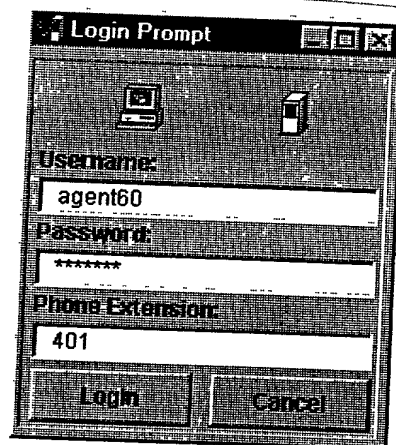 Login Prompt
Username:
agent60
Password:
*******
Phone Extension:
401
Login Cancel